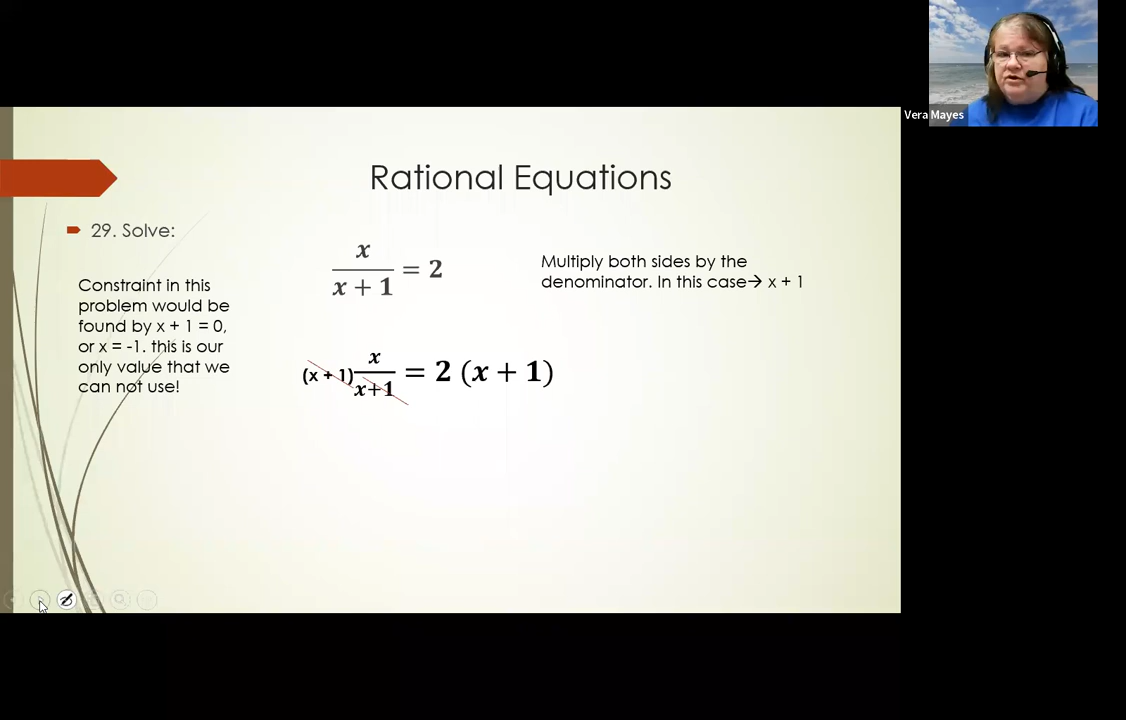 Vera Mayes
Rational Equations
29. Solve:
x
x + 1
= 2
Multiply both sides by the
denominator. In this case→ x + 1
Constraint in this
problem would be
found by x + 1 = 0,
or x = -1. this is our
only value that we
can not use!
(x + 1) x
x+1
= 2 (x + 1)